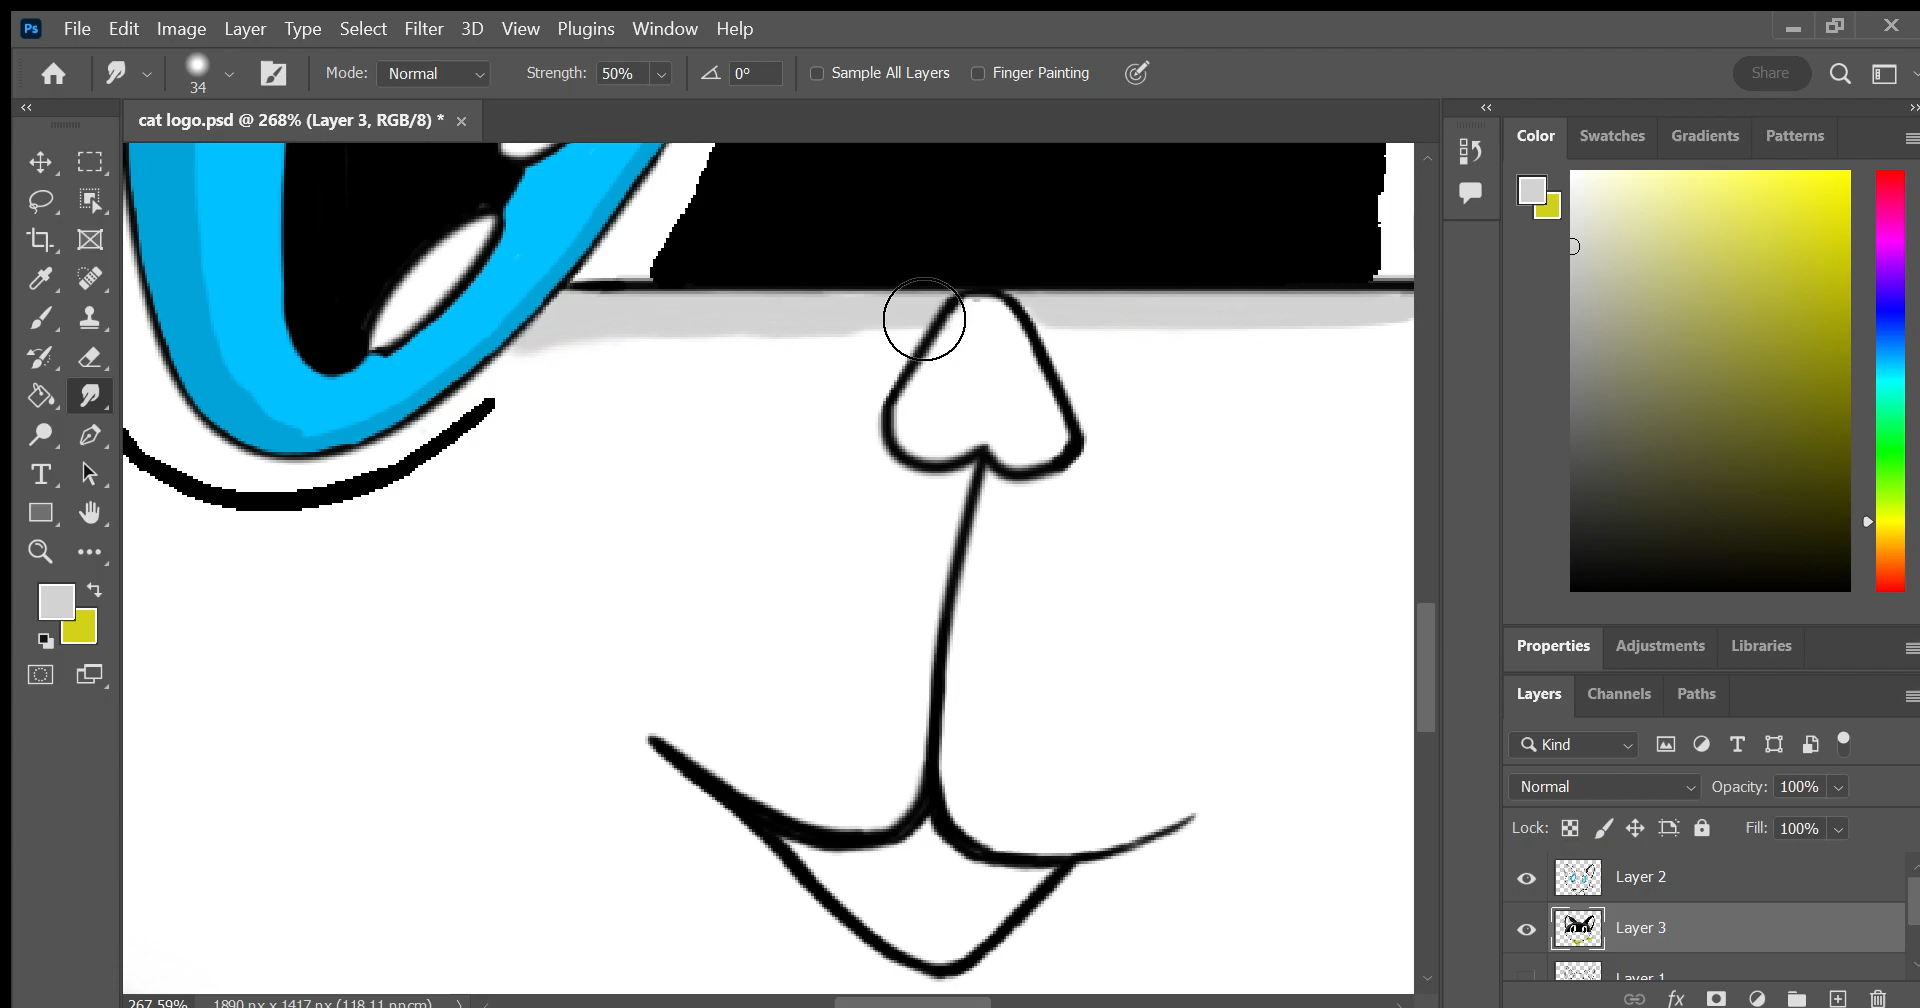 Ps File Edit Image Layer Type Select Filter 3D View Plugins Window Help
34 Mode: Normal Strength: 50% 0° Sample All Layers Finger Painting Share
cat logo.psd @ 268% (Layer 3, RGB/8) *
Color Swatches Gradients Patterns
Properties Adjustments Libraries
Layers Channels Paths
Kind
Normal Opacity: 100%
Lock: Fill: 100%
Layer 2
Layer 3
Layer 1
267.59% 1890 px x 1417 px (118.11 ppcm)
fx